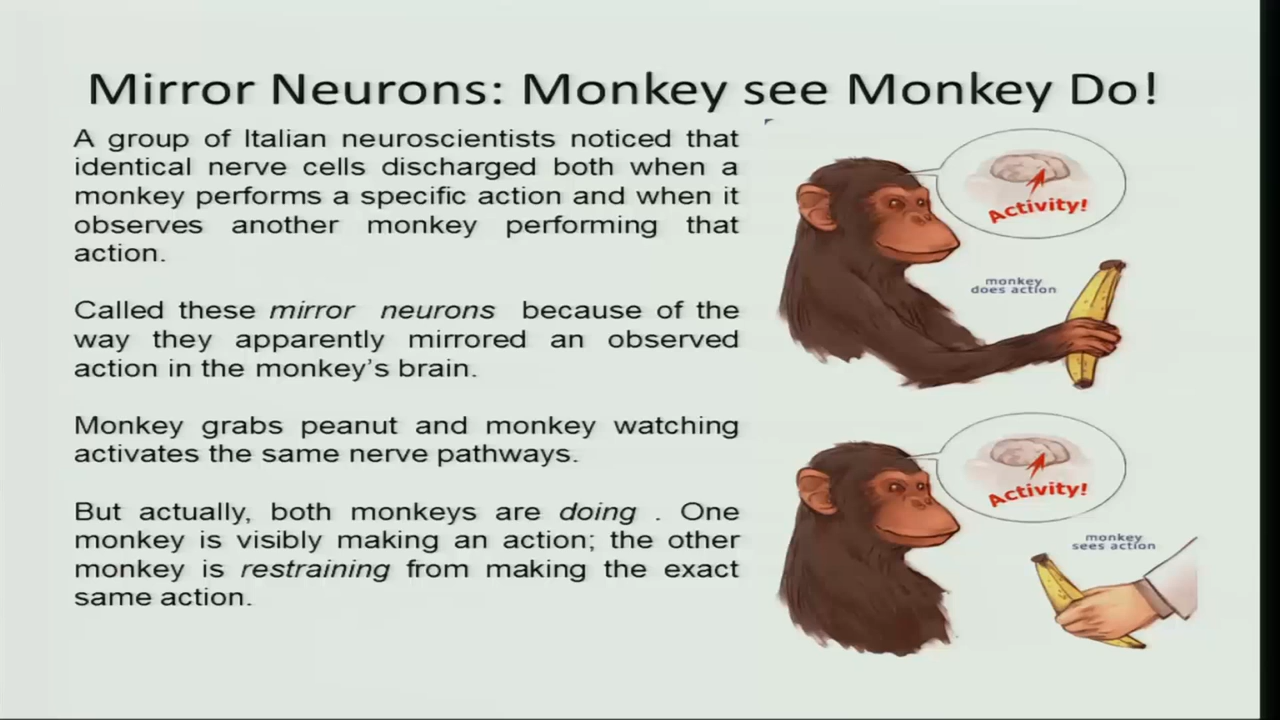 Mirror Neurons: Monkey see Monkey Do!
A group of Italian neuroscientists noticed that
identical nerve cells discharged both when a
monkey performs a specific action and when it
observes another monkey performing that
action.
Called these mirror neurons because of the
way they apparently mirrored an observed
action in the monkey's brain.
Monkey grabs peanut and monkey watching
activates the same nerve pathways.
But actually, both monkeys are doing . One
monkey is visibly making an action; the other
monkey is restraining from making the exact
same action.
Activity!
monkey
does action
Activity!
monkey
sees action